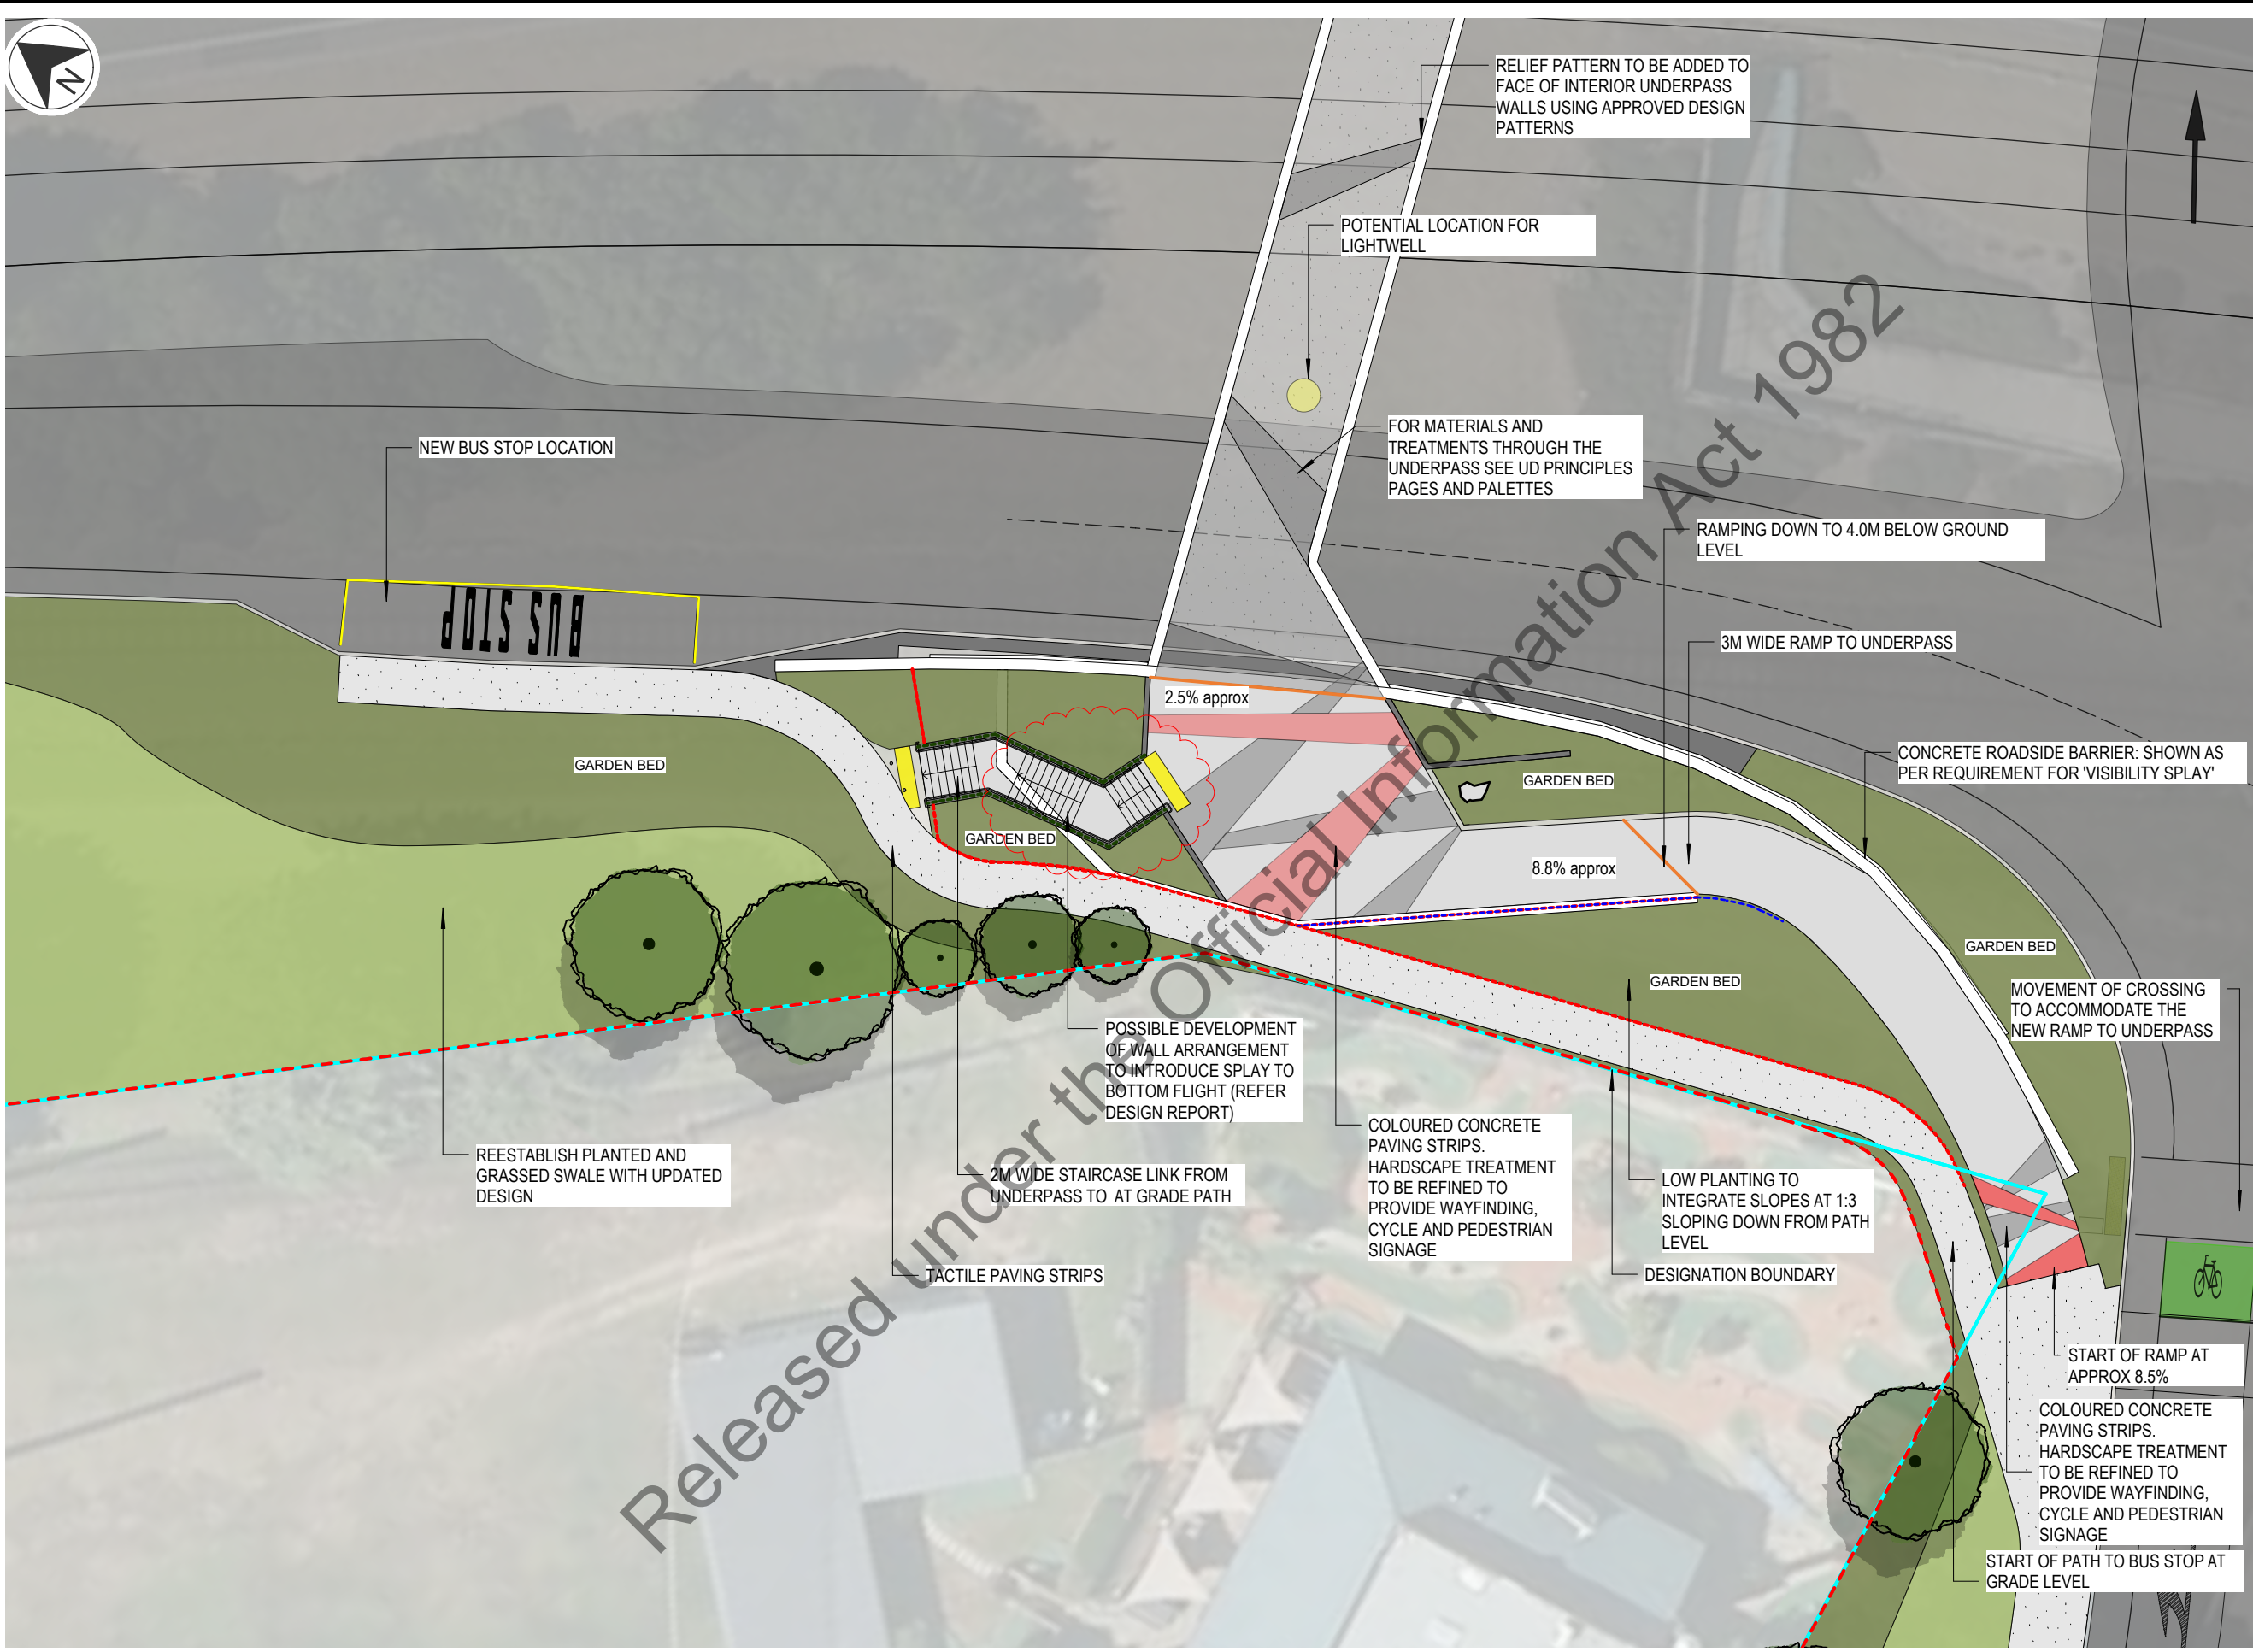 N
RELIEF PATTERN TO BE ADDED TO
FACE OF INTERIOR UNDERPASS
WALLS USING APPROVED DESIGN
PATTERNS
POTENTIAL LOCATION FOR
LIGHTWELL
FOR MATERIALS AND
TREATMENTS THROUGH THE
UNDERPASS SEE UD PRINCIPLES
PAGES AND PALETTES
NEW BUS STOP LOCATION
RAMPING DOWN TO 4.0M BELOW GROUND
LEVEL
BUS STOP
3M WIDE RAMP TO UNDERPASS
2.5% approx
CONCRETE ROADSIDE BARRIER: SHOWN AS
PER REQUIREMENT FOR 'VISIBILITY SPLAY'
GARDEN BED
GARDEN BED
GARDEN BED
8.8% approx
GARDEN BED
GARDEN BED
MOVEMENT OF CROSSING
TO ACCOMMODATE THE
NEW RAMP TO UNDERPASS
POSSIBLE DEVELOPMENT
OF WALL ARRANGEMENT
TO INTRODUCE SPLAY TO
BOTTOM FLIGHT (REFER
DESIGN REPORT)
COLOURED CONCRETE
PAVING STRIPS.
HARDSCAPE TREATMENT
TO BE REFINED TO
PROVIDE WAYFINDING,
CYCLE AND PEDESTRIAN
SIGNAGE
REESTABLISH PLANTED AND
GRASSED SWALE WITH UPDATED
DESIGN
2M WIDE STAIRCASE LINK FROM
UNDERPASS TO AT GRADE PATH
LOW PLANTING TO
INTEGRATE SLOPES AT 1:3
SLOPING DOWN FROM PATH
LEVEL
TACTILE PAVING STRIPS
DESIGNATION BOUNDARY
START OF RAMP AT
APPROX 8.5%
COLOURED CONCRETE
PAVING STRIPS.
HARDSCAPE TREATMENT
TO BE REFINED TO
PROVIDE WAYFINDING,
CYCLE AND PEDESTRIAN
SIGNAGE
START OF PATH TO BUS STOP AT
GRADE LEVEL
Released under the Official Information Act 1982